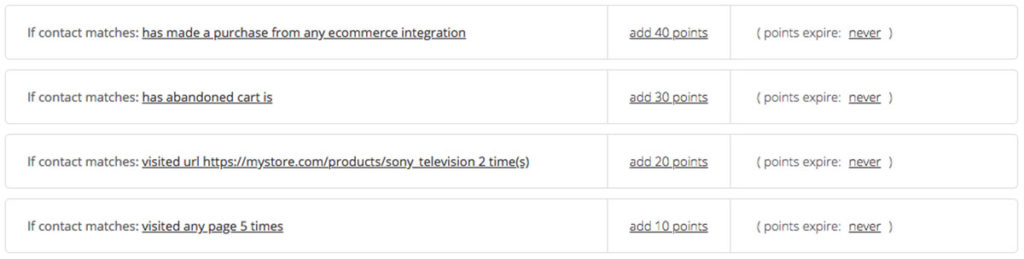 If contact matches: has made a purchase from any ecommerce integration add 40 points ( points expire: never )
If contact matches: has abandoned cart is add 30 points ( points expire: never )
If contact matches: visited url https://mystore.com/products/sony_television 2 time(s) add 20 points ( points expire: never )
If contact matches: visited any page 5 times add 10 points ( points expire: never )